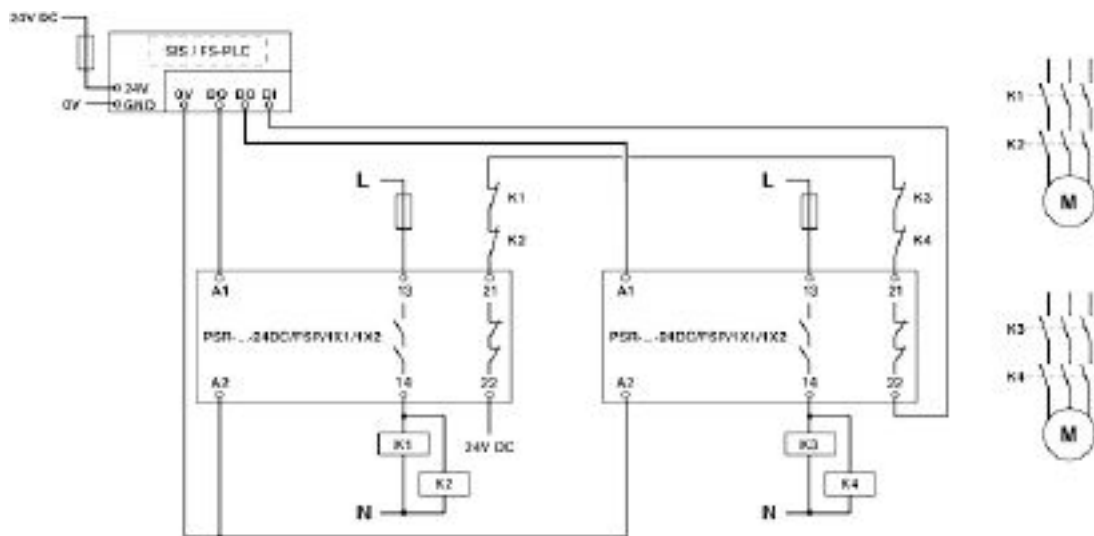 24V DC
SIS / FS-PLC
24V
0V
GND
0V DO DO DI
K1
K2
M
L
K1
K2
L
K3
K4
A1 13 21
PSR-...-24DC/FSP/1X1/1X2
A2 14 22
A1 13 21
PSR-...-24DC/FSP/1X1/1X2
A2 14 22
K1
K2
24V DC
N
K3
K4
N
K3
K4
M